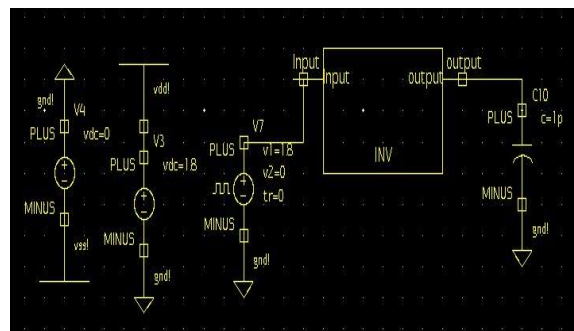 gnd!
V4
PLUS
vdc=0
MINUS
vss!
vdd!
V3
PLUS
vdc=1.8
MINUS
gnd!
V7
PLUS
v1=1.8
v2=0
tr=0
MINUS
gnd!
Input
Input
output
output
INV
C10
PLUS
c=1p
MINUS
gnd!